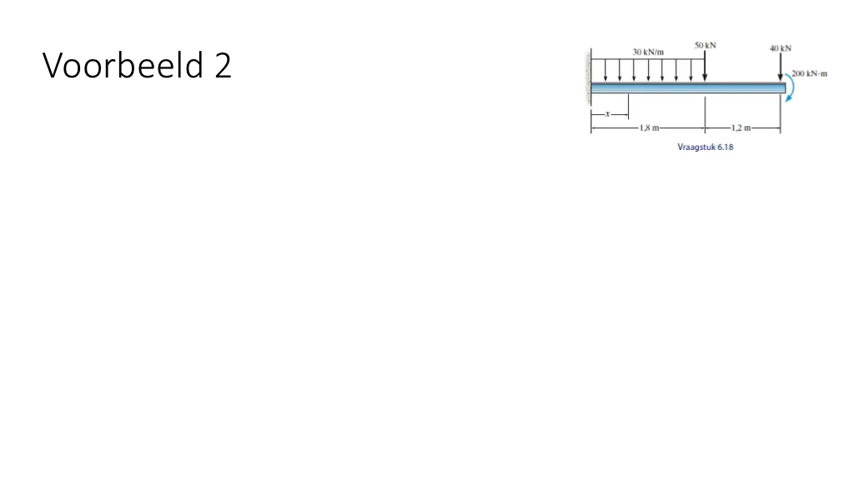 Voorbeeld 2
50 kN
40 kN
30 kN/m
200 kN·m
x
1,8 m
1,2 m
Vraagstuk 6.18